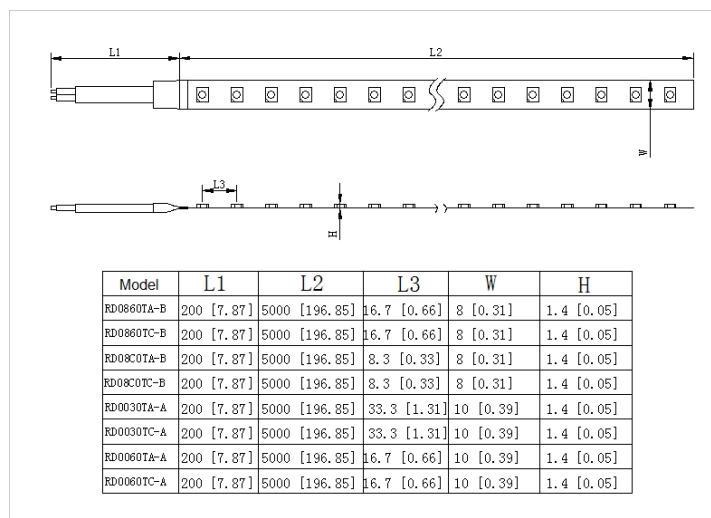 L1 L2
W
L3
H
Model L1 L2 L3 W H
RD0860TA-B 200 [7.87] 5000 [196.85] 16.7 [0.66] 8 [0.31] 1.4 [0.05]
RD0860TC-B 200 [7.87] 5000 [196.85] 16.7 [0.66] 8 [0.31] 1.4 [0.05]
RD08C0TA-B 200 [7.87] 5000 [196.85] 8.3 [0.33] 8 [0.31] 1.4 [0.05]
RD08C0TC-B 200 [7.87] 5000 [196.85] 8.3 [0.33] 8 [0.31] 1.4 [0.05]
RD0030TA-A 200 [7.87] 5000 [196.85] 33.3 [1.31] 10 [0.39] 1.4 [0.05]
RD0030TC-A 200 [7.87] 5000 [196.85] 33.3 [1.31] 10 [0.39] 1.4 [0.05]
RD0060TA-A 200 [7.87] 5000 [196.85] 16.7 [0.66] 10 [0.39] 1.4 [0.05]
RD0060TC-A 200 [7.87] 5000 [196.85] 16.7 [0.66] 10 [0.39] 1.4 [0.05]